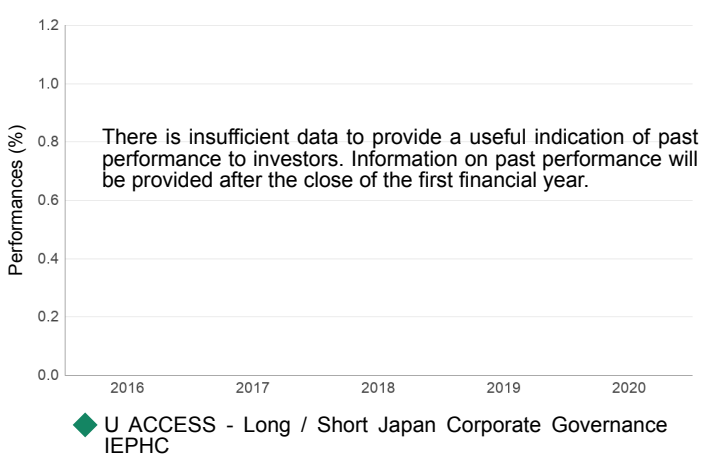 1.2
1.0
0.8
0.6
0.4
0.2
0.0
Performances (%)
There is insufficient data to provide a useful indication of past
performance to investors. Information on past performance will
be provided after the close of the first financial year.
2016 2017 2018 2019 2020
U ACCESS - Long / Short Japan Corporate Governance
IEPHC